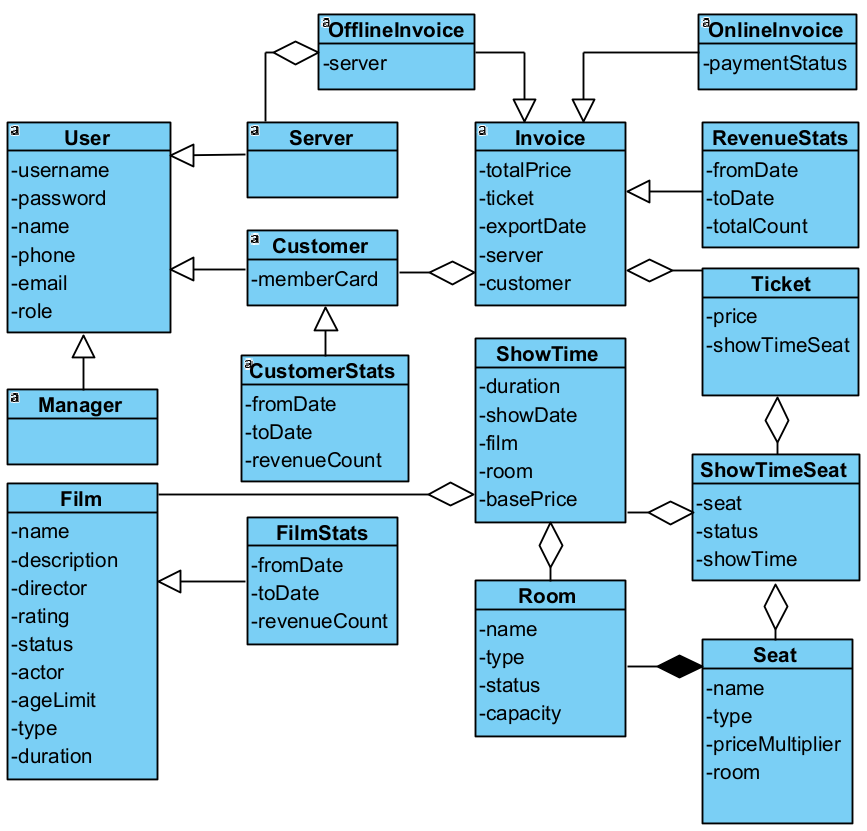 a
OfflineInvoice
-server
a
OnlineInvoice
-paymentStatus
a
User
-username
-password
-name
-phone
-email
-role
a
Server
a
Invoice
-totalPrice
-ticket
-exportDate
-server
-customer
RevenueStats
-fromDate
-toDate
-totalCount
a
Customer
-memberCard
Ticket
-price
-showTimeSeat
a
Manager
a
CustomerStats
-fromDate
-toDate
-revenueCount
ShowTime
-duration
-showDate
-film
-room
-basePrice
ShowTimeSeat
-seat
-status
-showTime
Film
-name
-description
-director
-rating
-status
-actor
-ageLimit
-type
-duration
FilmStats
-fromDate
-toDate
-revenueCount
Room
-name
-type
-status
-capacity
Seat
-name
-type
-priceMultiplier
-room